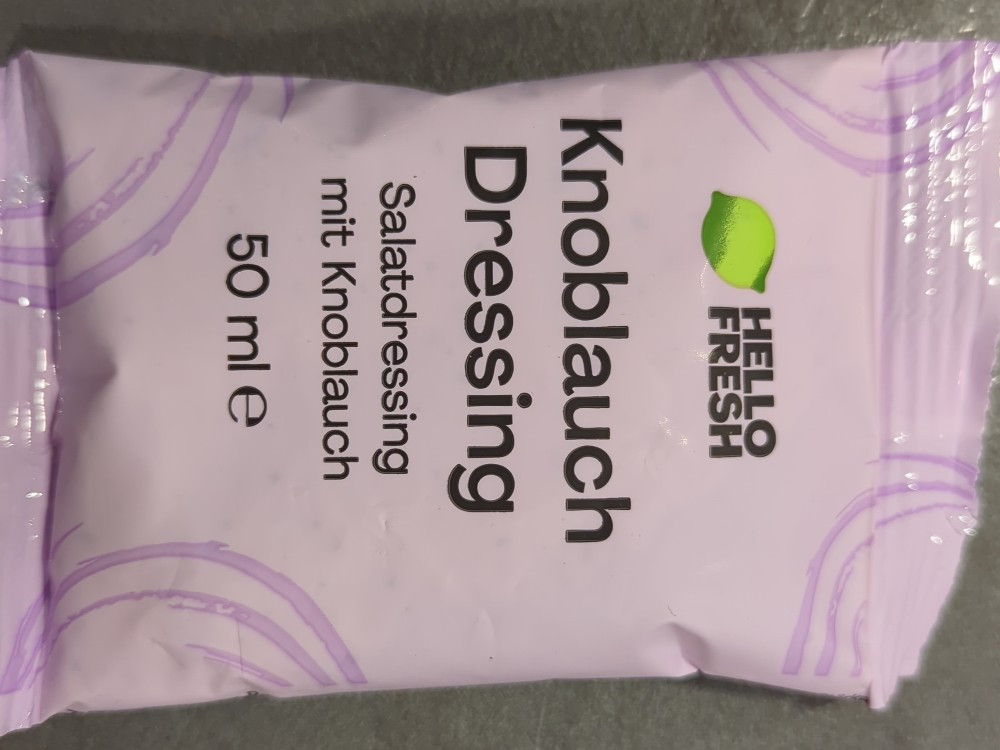 HELLO
FRESH
Knoblauch
Dressing
Salatdressing
mit Knoblauch
50 ml ℮